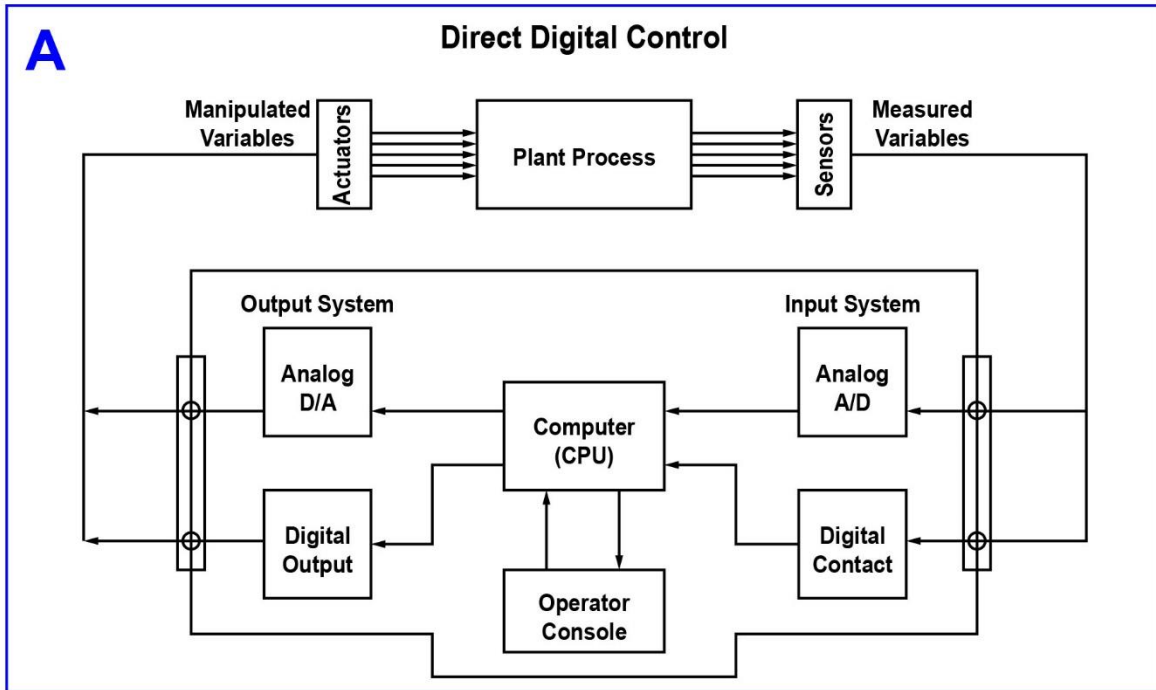 A
Direct Digital Control
Manipulated
Variables
Actuators
Plant Process
Sensors
Measured
Variables
Output System
Input System
Analog
D/A
Computer
(CPU)
Analog
A/D
Digital
Output
Operator
Console
Digital
Contact